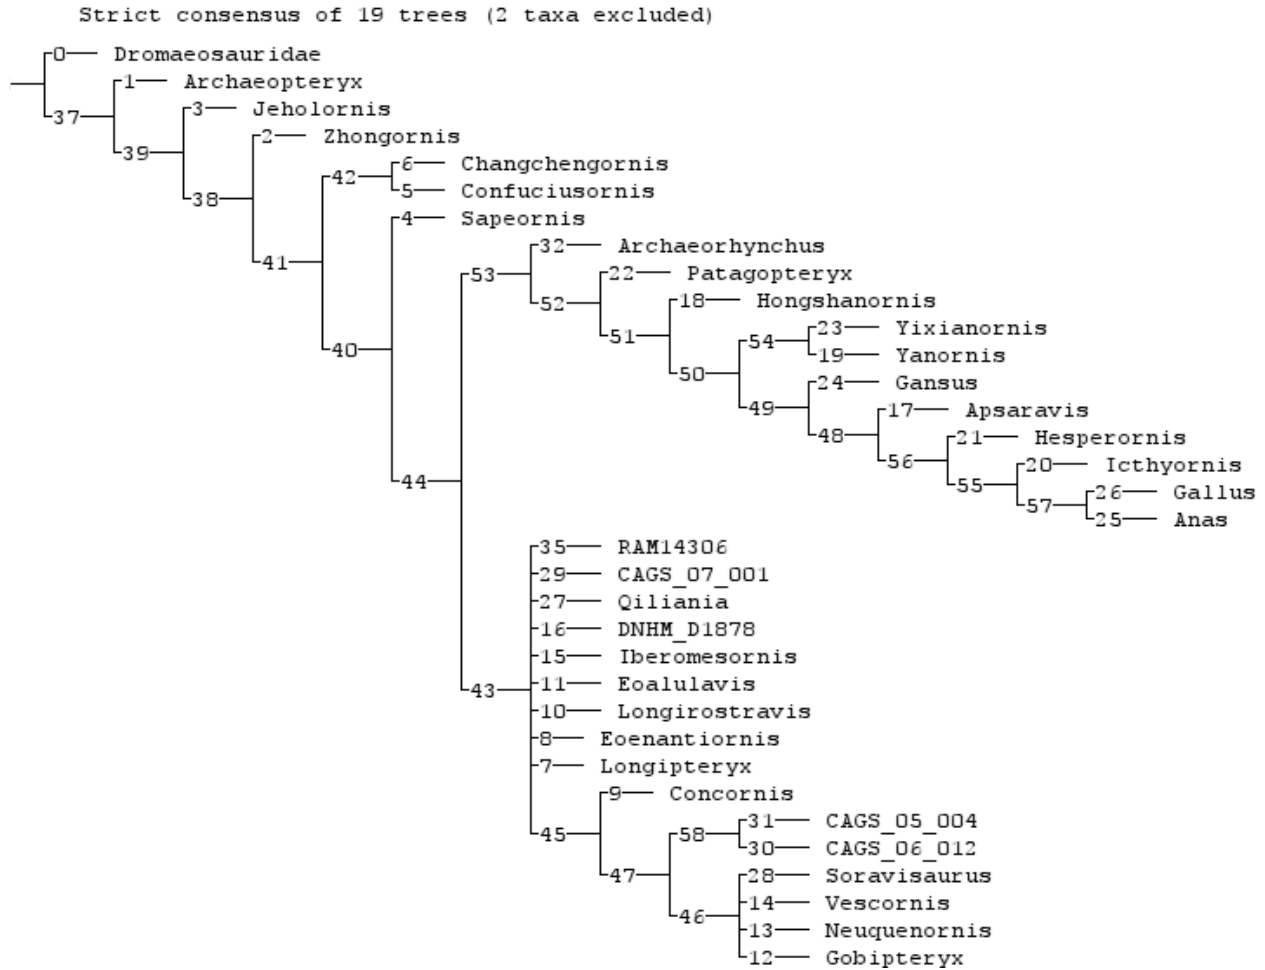 Strict consensus of 19 trees (2 taxa excluded)
0 Dromaeosauridae
1 Archaeopteryx
37
3 Jeholornis
2 Zhongornis
39
6 Changchengornis
42
5 Confuciusornis
38
4 Sapeornis
32 Archaeorhynchus
41
53
22 Patagopteryx
18 Hongshanornis
52
23 Yixianornis
51
54
40
19 Yanornis
50
24 Gansus
49
17 Apsaravis
48
21 Hesperornis
56
20 Icthyornis
44
55
26 Gallus
57
25 Anas
35 RAM14306
29 CAGS_07_001
27 Qiliania
16 DNHM_D1878
15 Iberomesornis
11 Eoalulavis
43
10 Longirostravis
8 Eoenantiornis
7 Longipteryx
9 Concornis
31 CAGS_05_004
45
58
30 CAGS_06_012
47
28 Soravisaurus
14 Vescornis
46
13 Neuquenornis
12 Gobipteryx